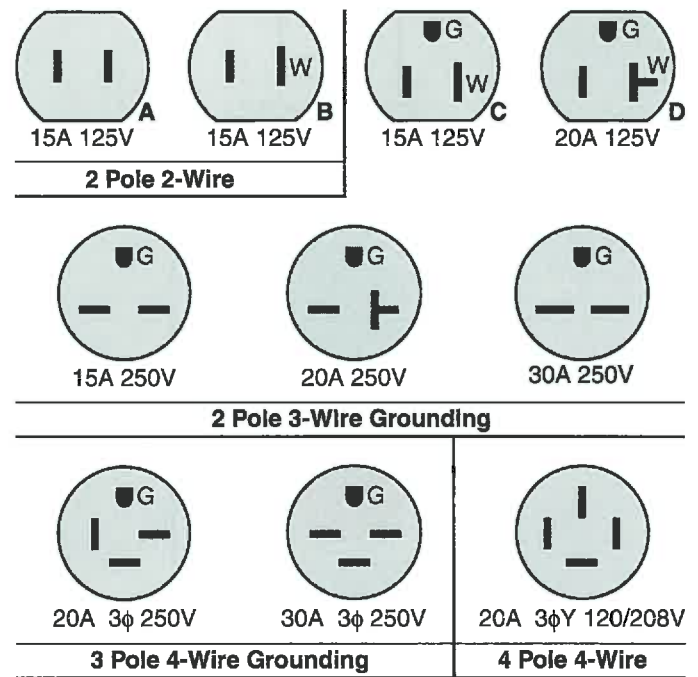 G G
W W W
A B C D
15A 125V 15A 125V 15A 125V 20A 125V
2 Pole 2-Wire
G G G
15A 250V 20A 250V 30A 250V
2 Pole 3-Wire Grounding
G G
20A 3ϕ 250V 30A 3ϕ 250V 20A 3ϕY 120/208V
3 Pole 4-Wire Grounding 4 Pole 4-Wire